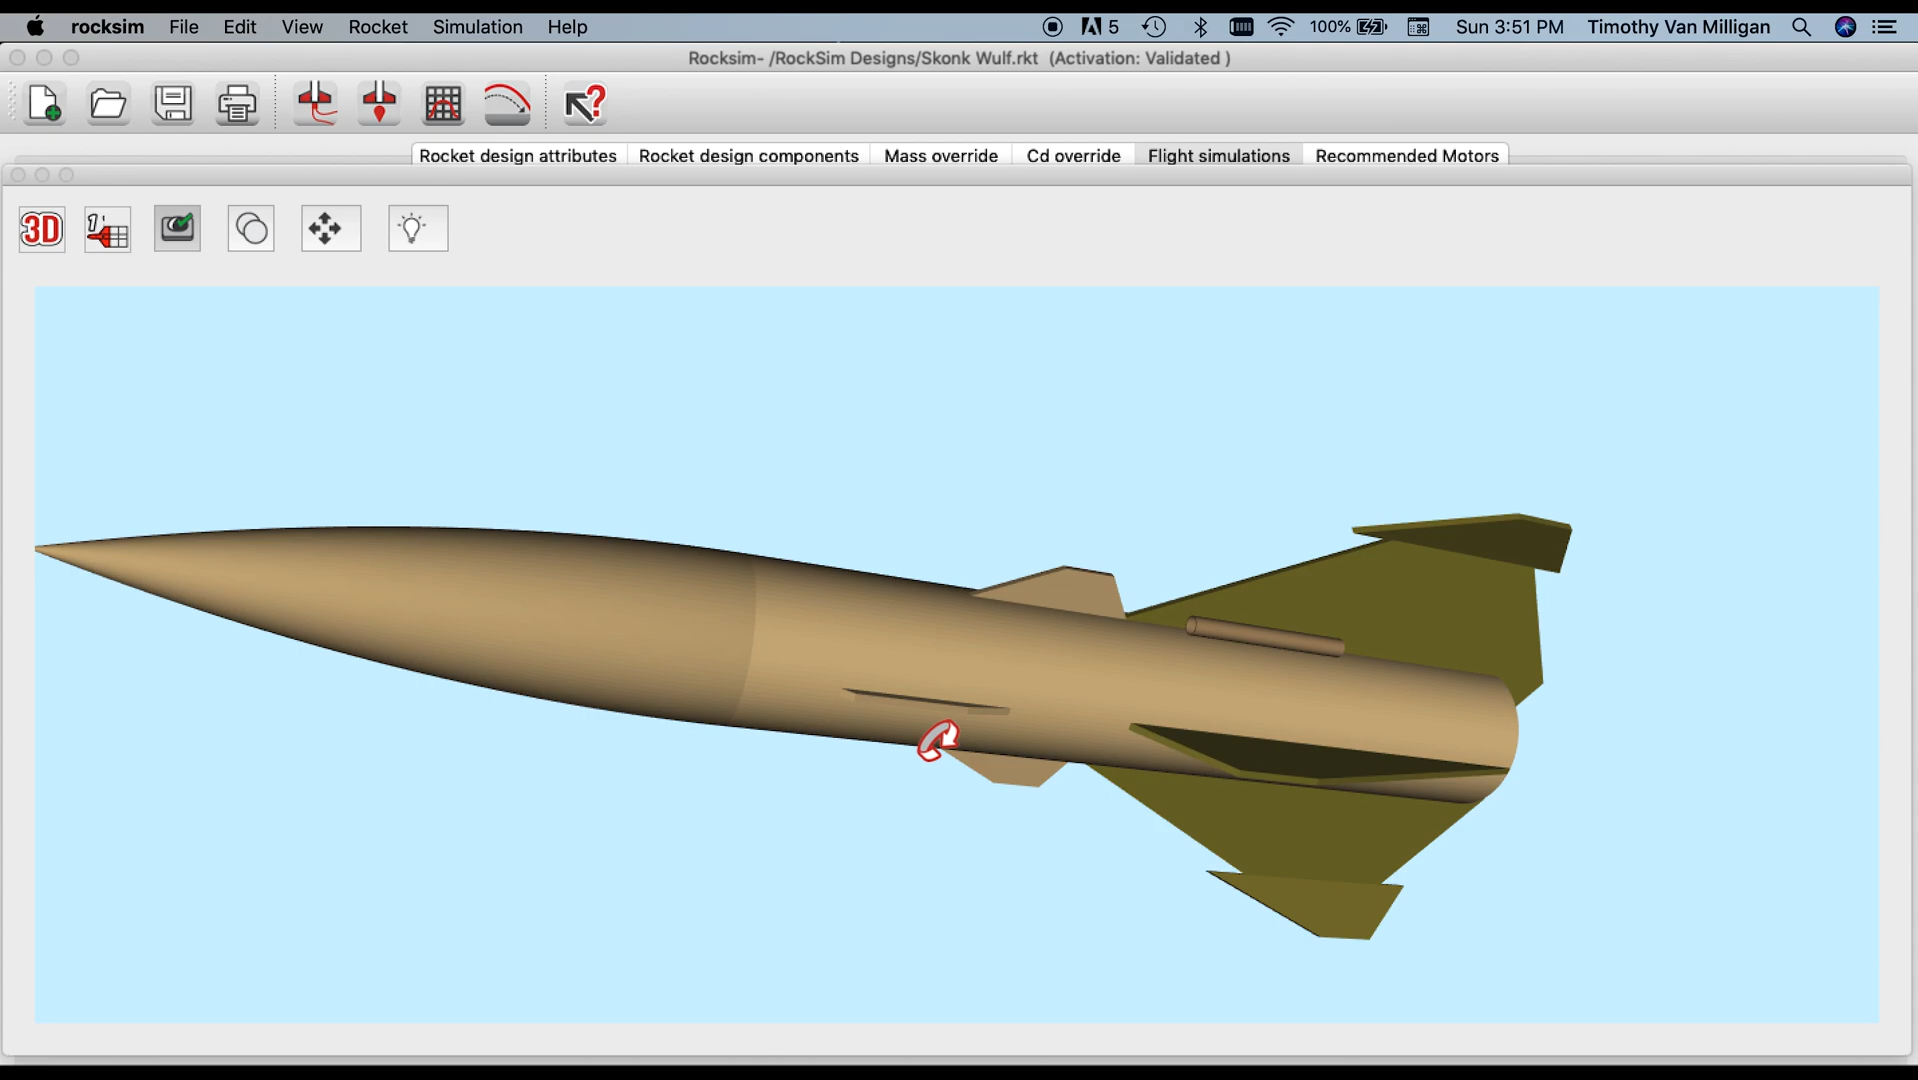 rocksim File Edit View Rocket Simulation Help 5 100% Sun 3:51 PM Timothy Van Milligan
Rocksim- /RockSim Designs/Skonk Wulf.rkt (Activation: Validated )
Rocket design attributes Rocket design components Mass override Cd override Flight simulations Recommended Motors
3D 1